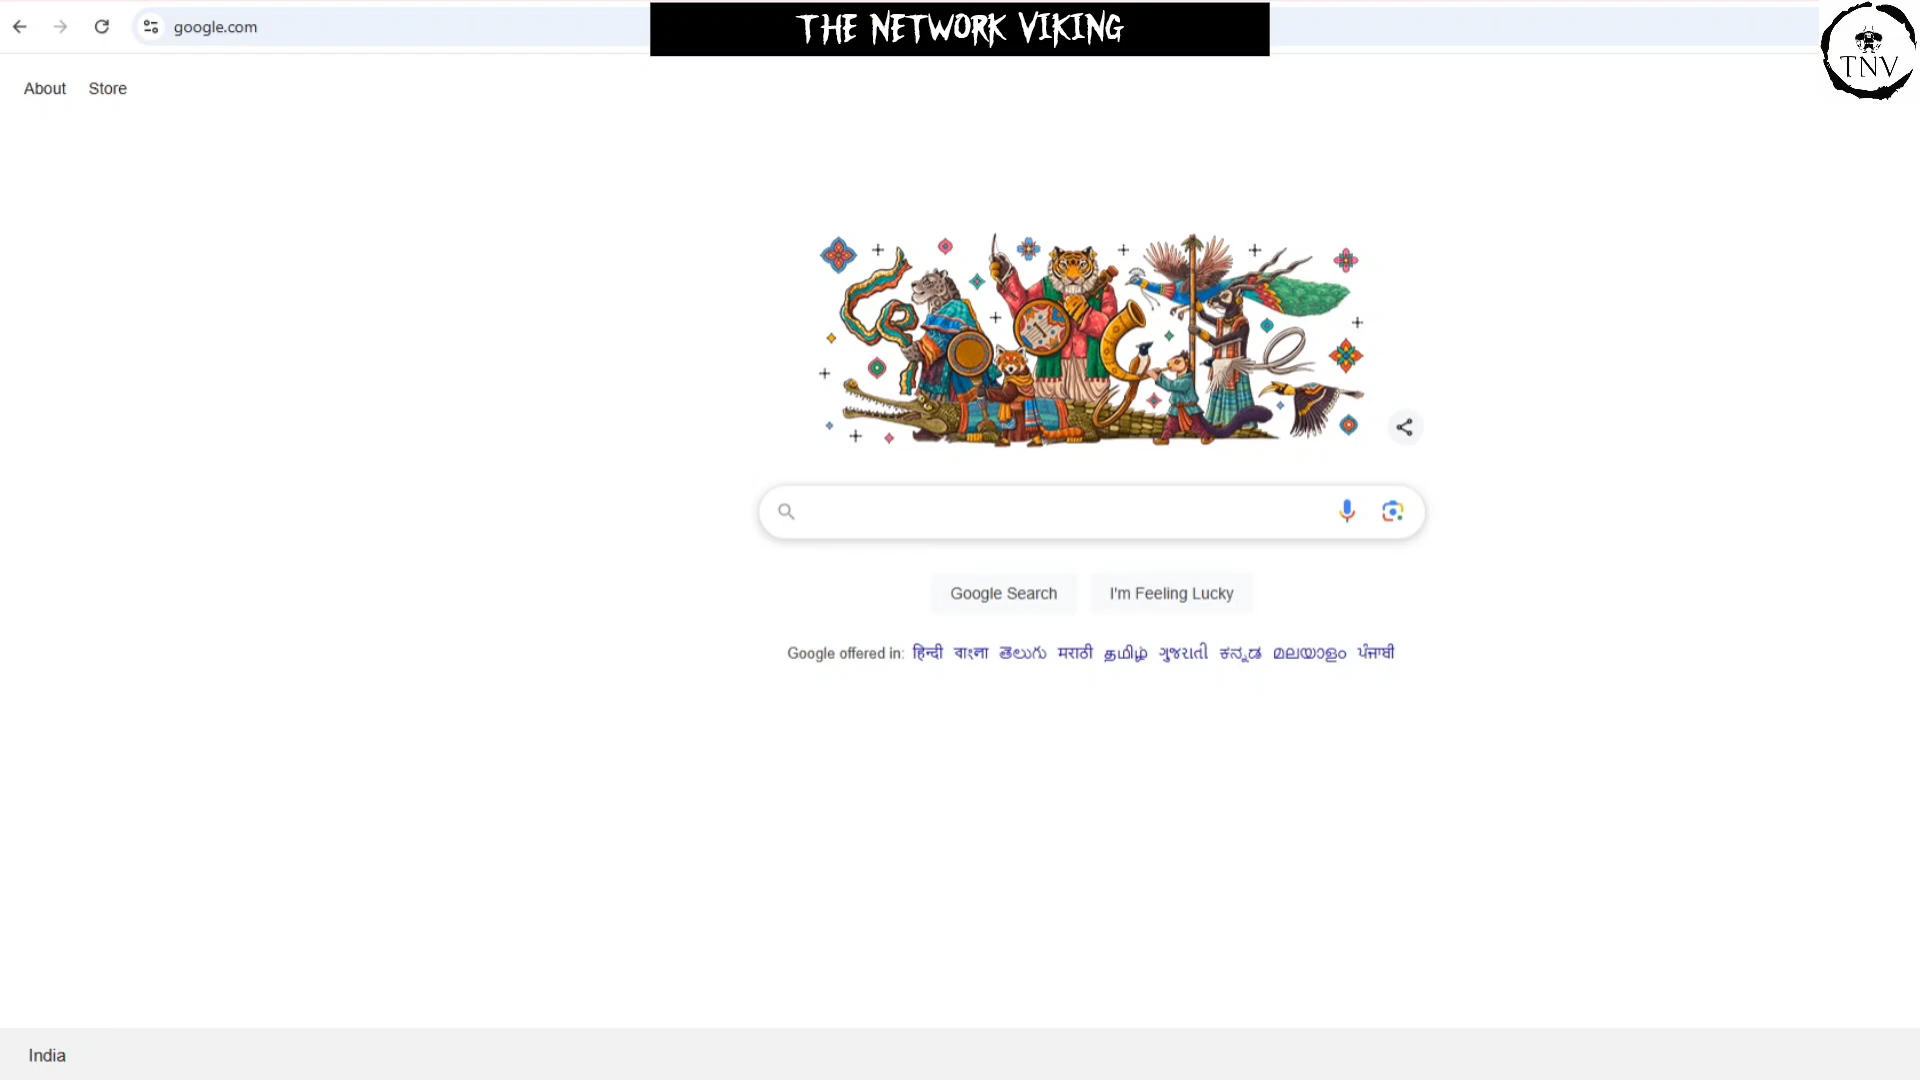 google.com
THE NETWORK VIKING
TNV
About Store
Google Search
I'm Feeling Lucky
Google offered in: हिन्दी বাংলা తెలుగు मराठी தமிழ் ગુજરાતી ಕನ್ನಡ മലയാളം ਪੰਜਾਬੀ
India